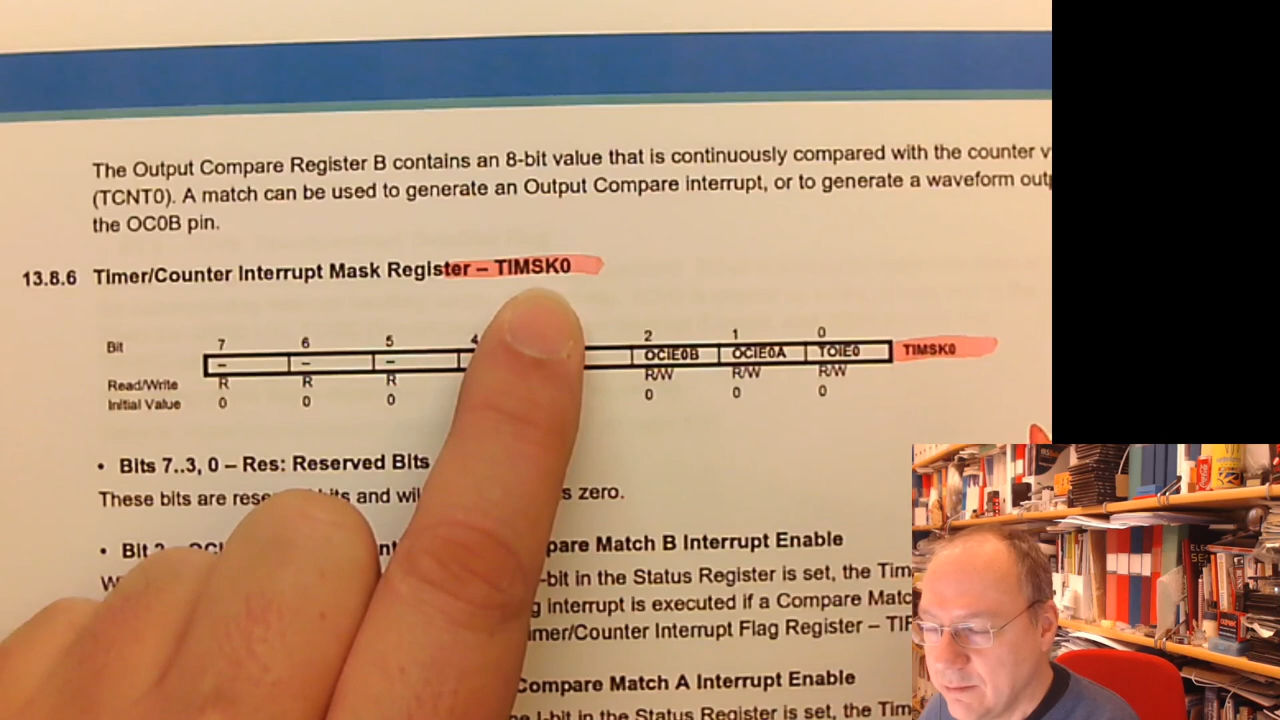 The Output Compare Register B contains an 8-bit value that is continuously compared with the counter v
(TCNT0). A match can be used to generate an Output Compare interrupt, or to generate a waveform outp
the OC0B pin.
13.8.6 Timer/Counter Interrupt Mask Register – TIMSK0
Bit 7 6 5 4 2 1 0
– – – OCIE0B OCIE0A TOIE0 TIMSK0
Read/Write R R R R/W R/W R/W
Initial Value 0 0 0 0 0 0
• Bits 7..3, 0 – Res: Reserved Bits
These bits are and s zero.
• Bit pare Match B Interrupt Enable
-bit in the Status Register is set, the Tim
g interrupt is executed if a Compare Matc
imer/Counter Interrupt Flag Register – TIF
Compare Match A Interrupt Enable
I-bit in the Status Register is set, the Tim